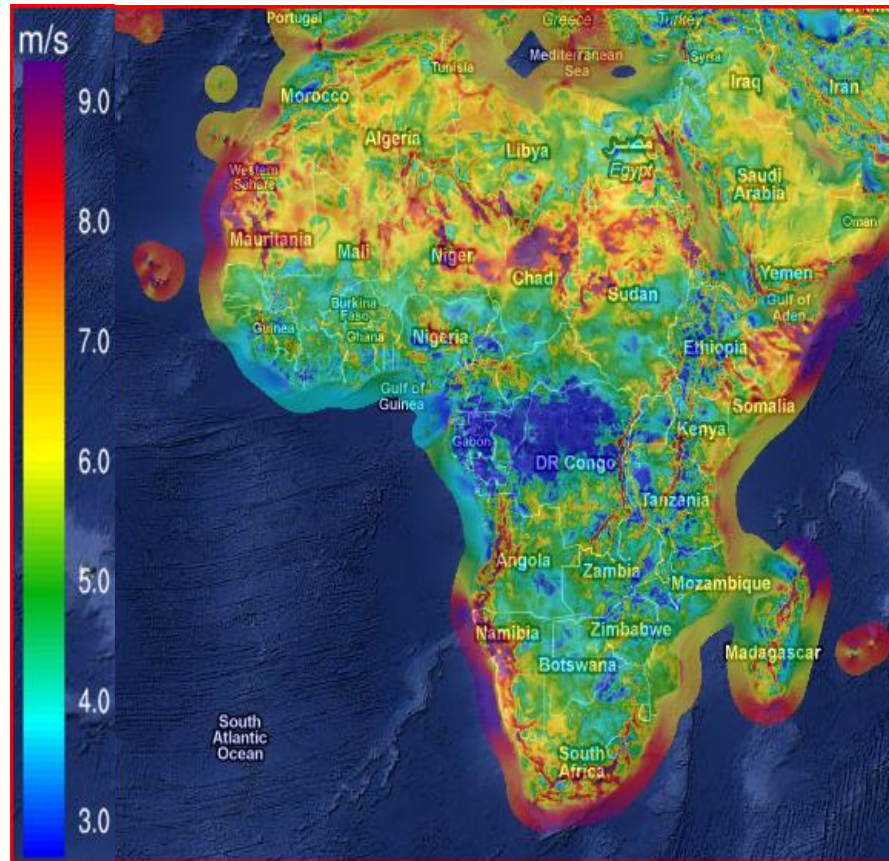 m/s
9.0
8.0
7.0
6.0
5.0
4.0
3.0
Portugal
Greece
Turkey
Mediterranean
Sea
Tunisia
Syria
Iraq
Iran
Morocco
Algeria
Libya
مصر
Egypt
Western
Sahara
Saudi
Arabia
Oman
Mauritania
Mali
Niger
Chad
Sudan
Yemen
Gulf of
Aden
Guinea
Burkina
Faso
Ghana
Nigeria
Ethiopia
Gulf of
Guinea
Somalia
Gabon
DR Congo
Kenya
Tanzania
Angola
Zambia
Mozambique
Namibia
Zimbabwe
Botswana
Madagascar
South
Atlantic
Ocean
South
Africa